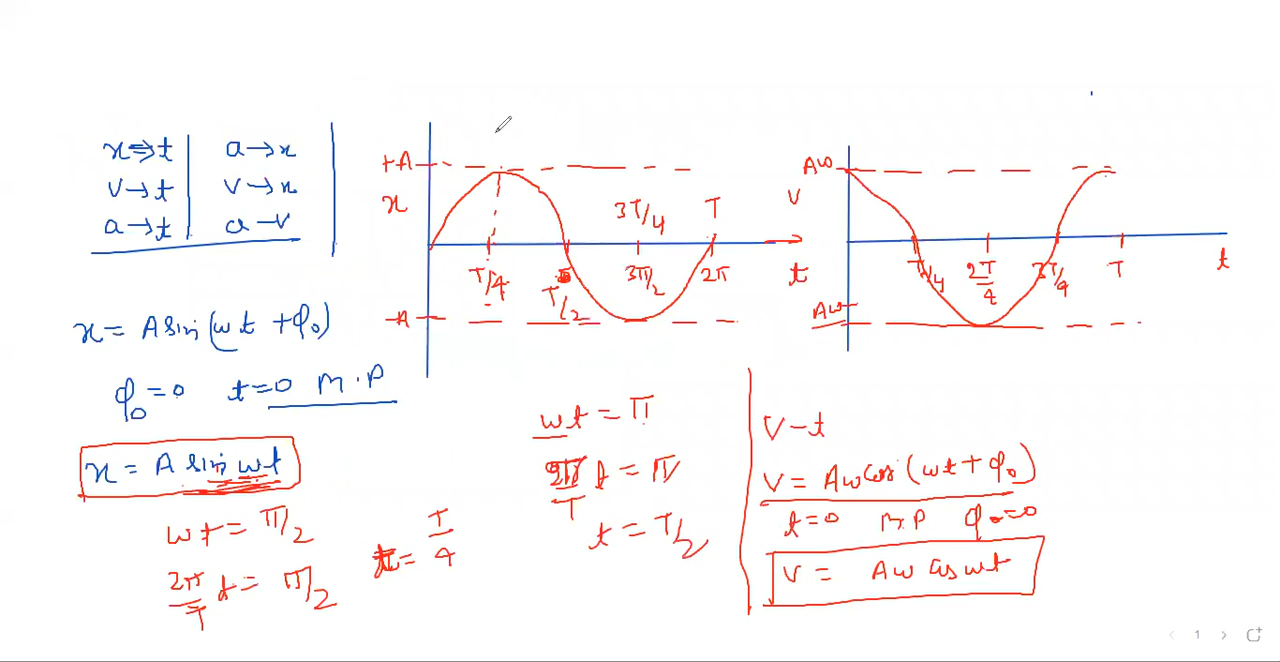 x ⇒ t | a → x
v → t | v → x
a → t | a - v
x = A sin (ωt + φ₀)
φ₀ = 0 t = 0 M.P
x = A sin ωt
ωt = π/2
2π/T t = π/2
t = T/4
+A
x
-A
T/4
T/2
3T/4
3π/2
T
2π
t
ωt = π
2π/T t = π
t = T/2
Aω
V
Aω
T/4
2T/4
3T/4
T
t
V - t
V = Aω cos (ωt + φ₀)
t = 0 M.P φ₀ = 0
V = Aω cos ωt
1